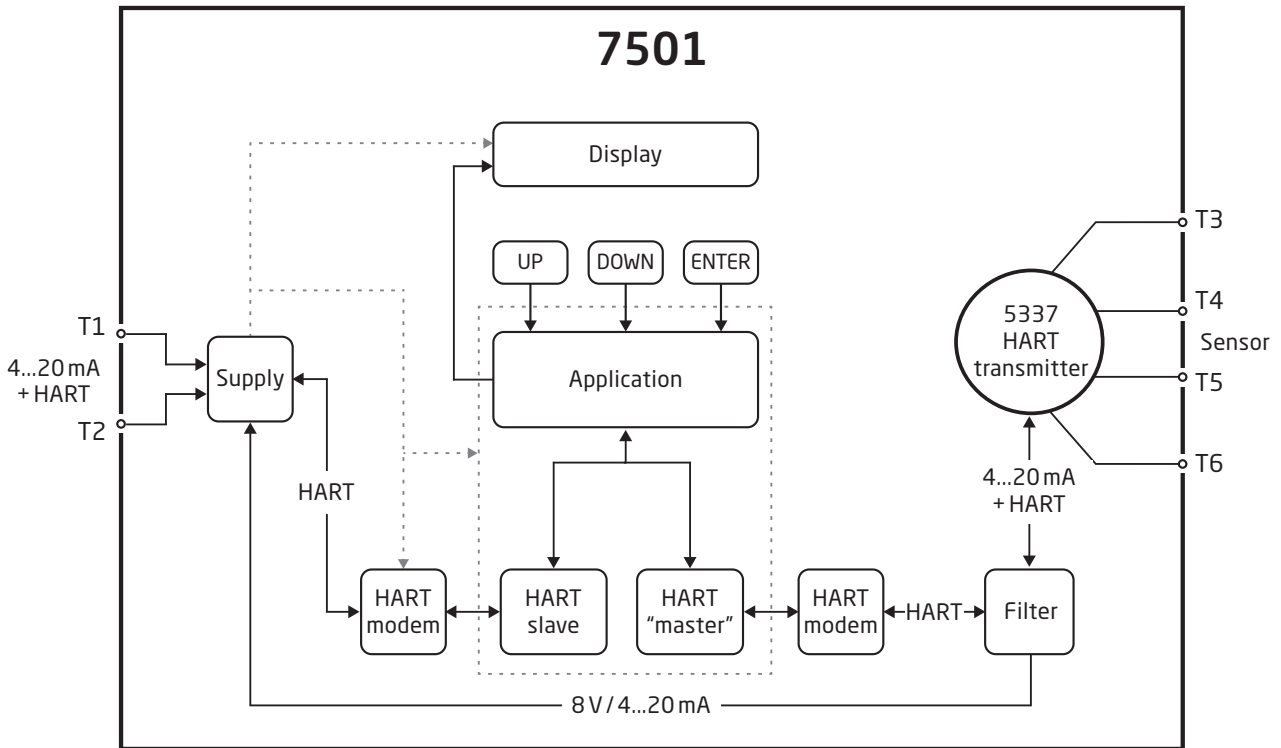 7501
Display
UP
DOWN
ENTER
T1
4...20 mA
+ HART
T2
Supply
Application
5337
HART
transmitter
T3
T4
Sensor
T5
T6
HART
4...20 mA
+ HART
HART
modem
HART
slave
HART
“master”
HART
modem
HART
Filter
8 V / 4...20 mA